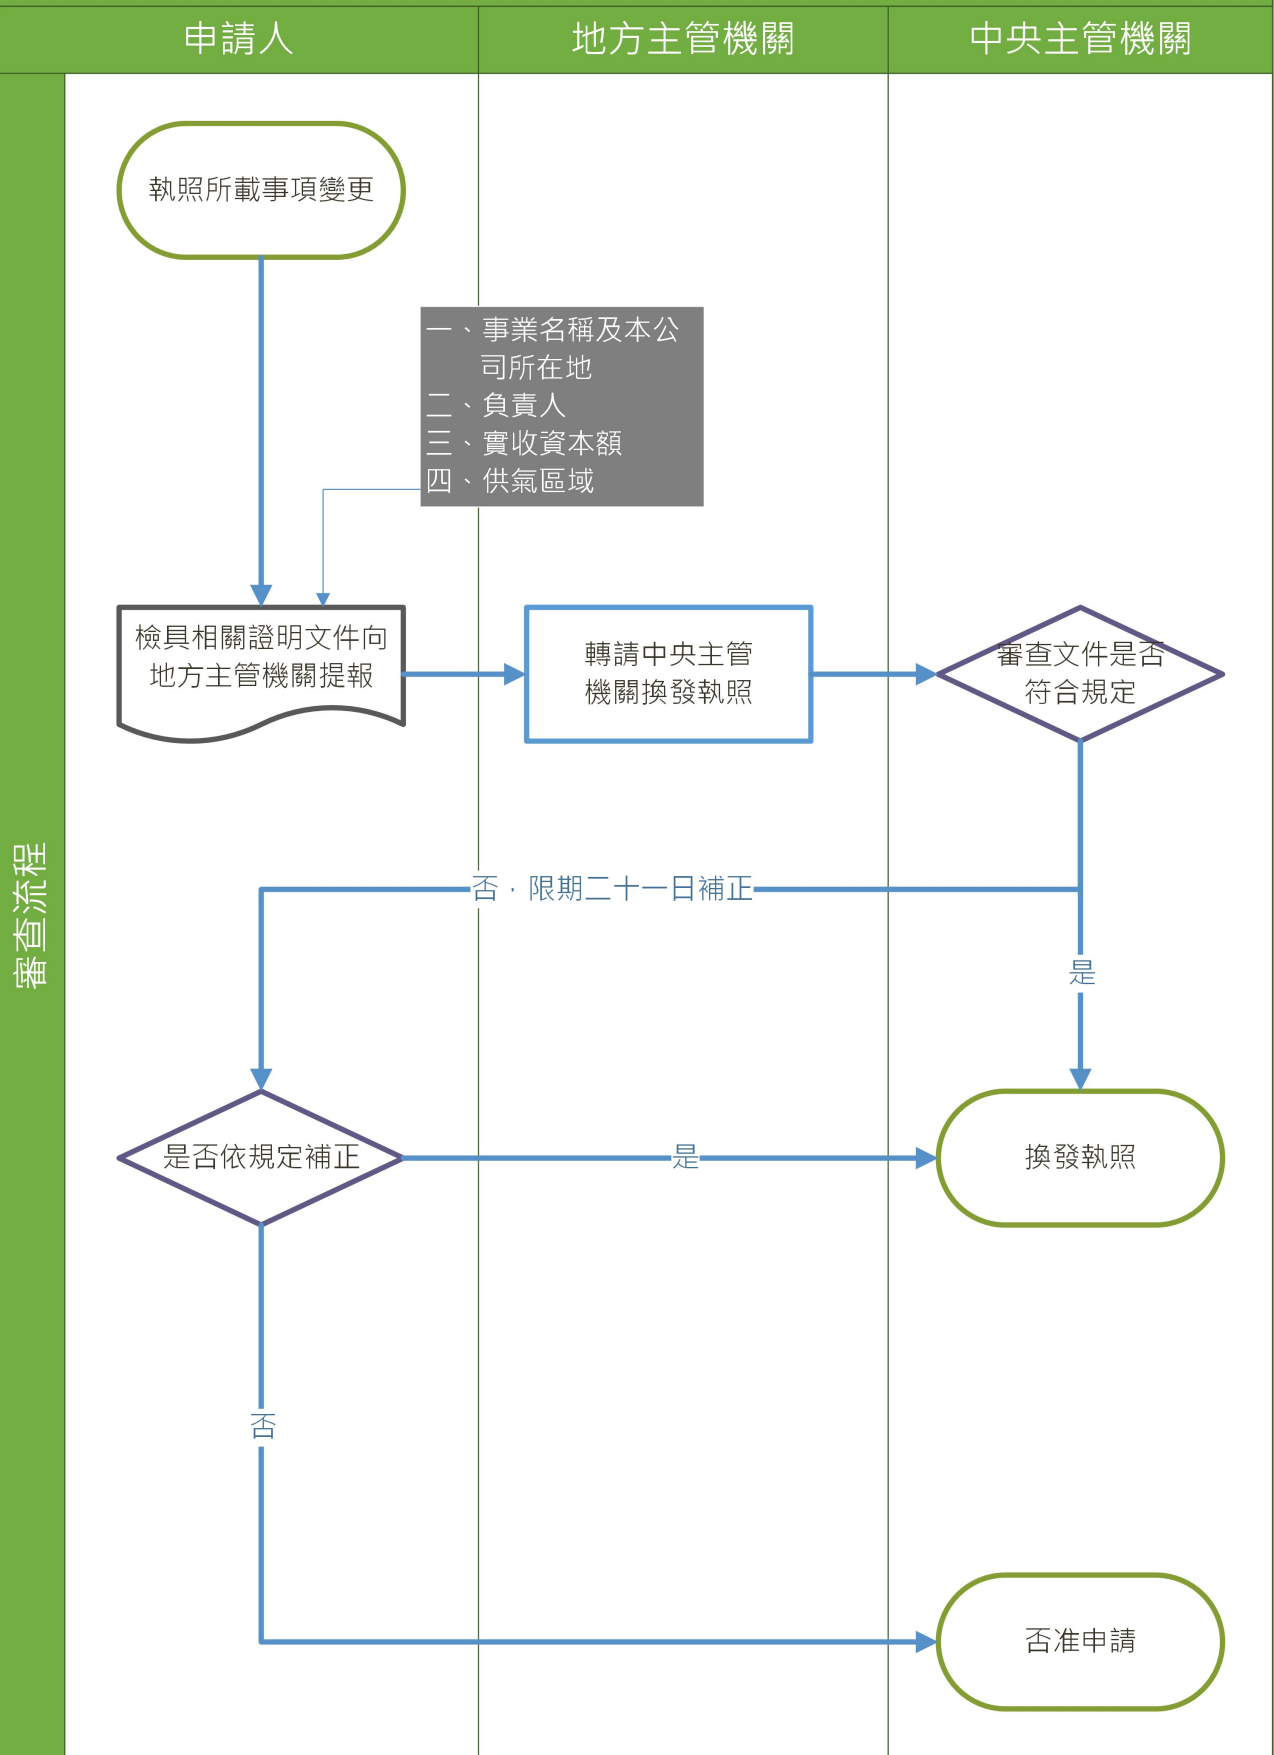 申請人
地方主管機關
中央主管機關
審查流程
執照所載事項變更
一、事業名稱及本公
司所在地
二、負責人
三、實收資本額
四、供氣區域
檢具相關證明文件向
地方主管機關提報
轉請中央主管
機關換發執照
審查文件是否
符合規定
否，限期二十一日補正
是
是否依規定補正
是
換發執照
否
否准申請